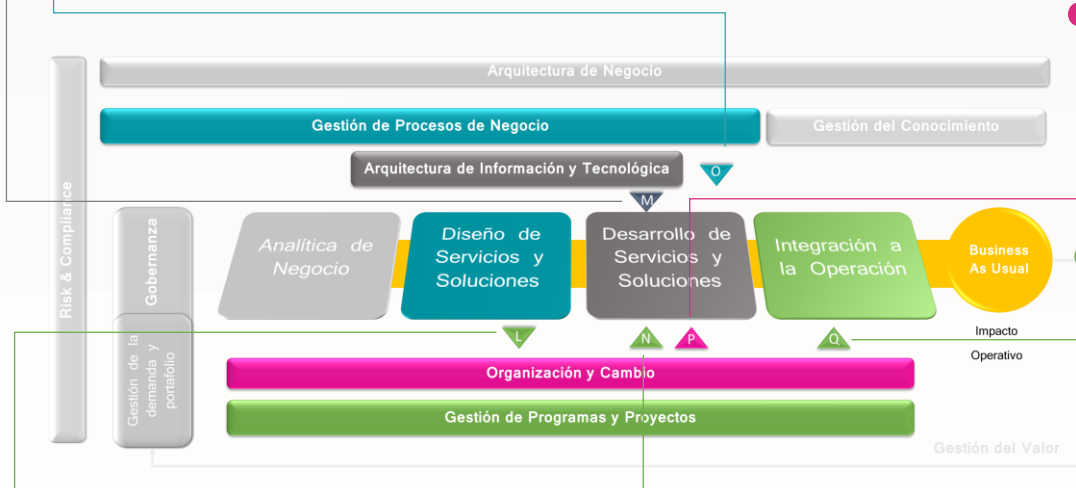 Arquitectura de Negocio
Gestión de Procesos de Negocio
Gestión del Conocimiento
Arquitectura de Información y Tecnológica
O
M
Risk & Compliance
Gobernanza
Gestión de la
demanda y
portafolio
Analítica de
Negocio
Diseño de
Servicios y
Soluciones
Desarrollo de
Servicios y
Soluciones
Integración a
la Operación
Business
As Usual
Impacto
Operativo
L
N
P
Q
Organización y Cambio
Gestión de Programas y Proyectos
Gestión del Valor